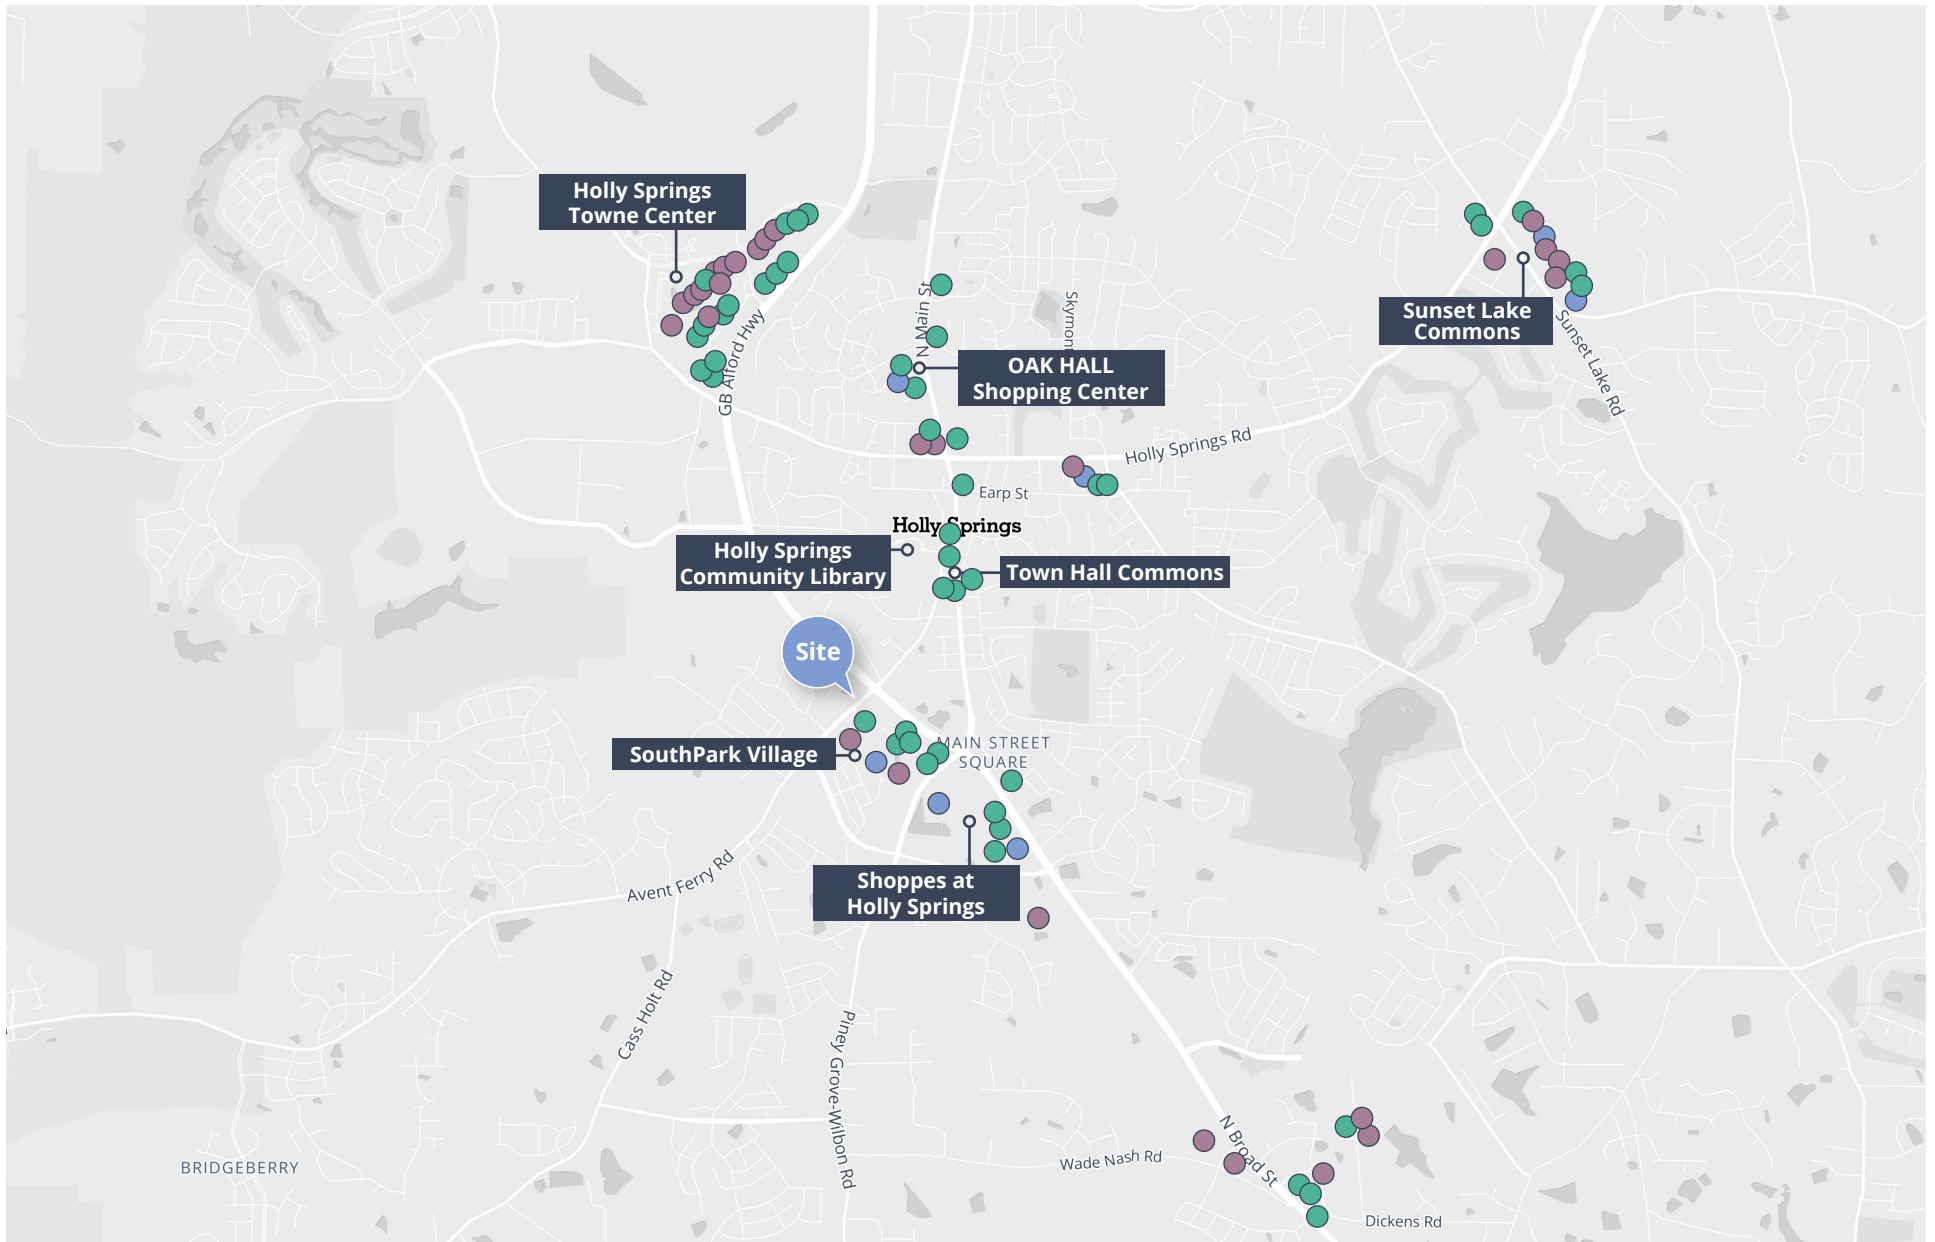 Holly Springs
Towne Center
GB Alford Hwy
N Main St
Skymon
OAK HALL
Shopping Center
Sunset Lake
Commons
Sunset Lake Rd
Holly Springs Rd
Earp St
Holly Springs
Holly Springs
Community Library
Town Hall Commons
Site
SouthPark Village
MAIN STREET
SQUARE
Shoppes at
Holly Springs
Avent Ferry Rd
Cass Holt Rd
Piney Grove-Wilbon Rd
N Broad St
Wade Nash Rd
BRIDGEBERRY
Dickens Rd